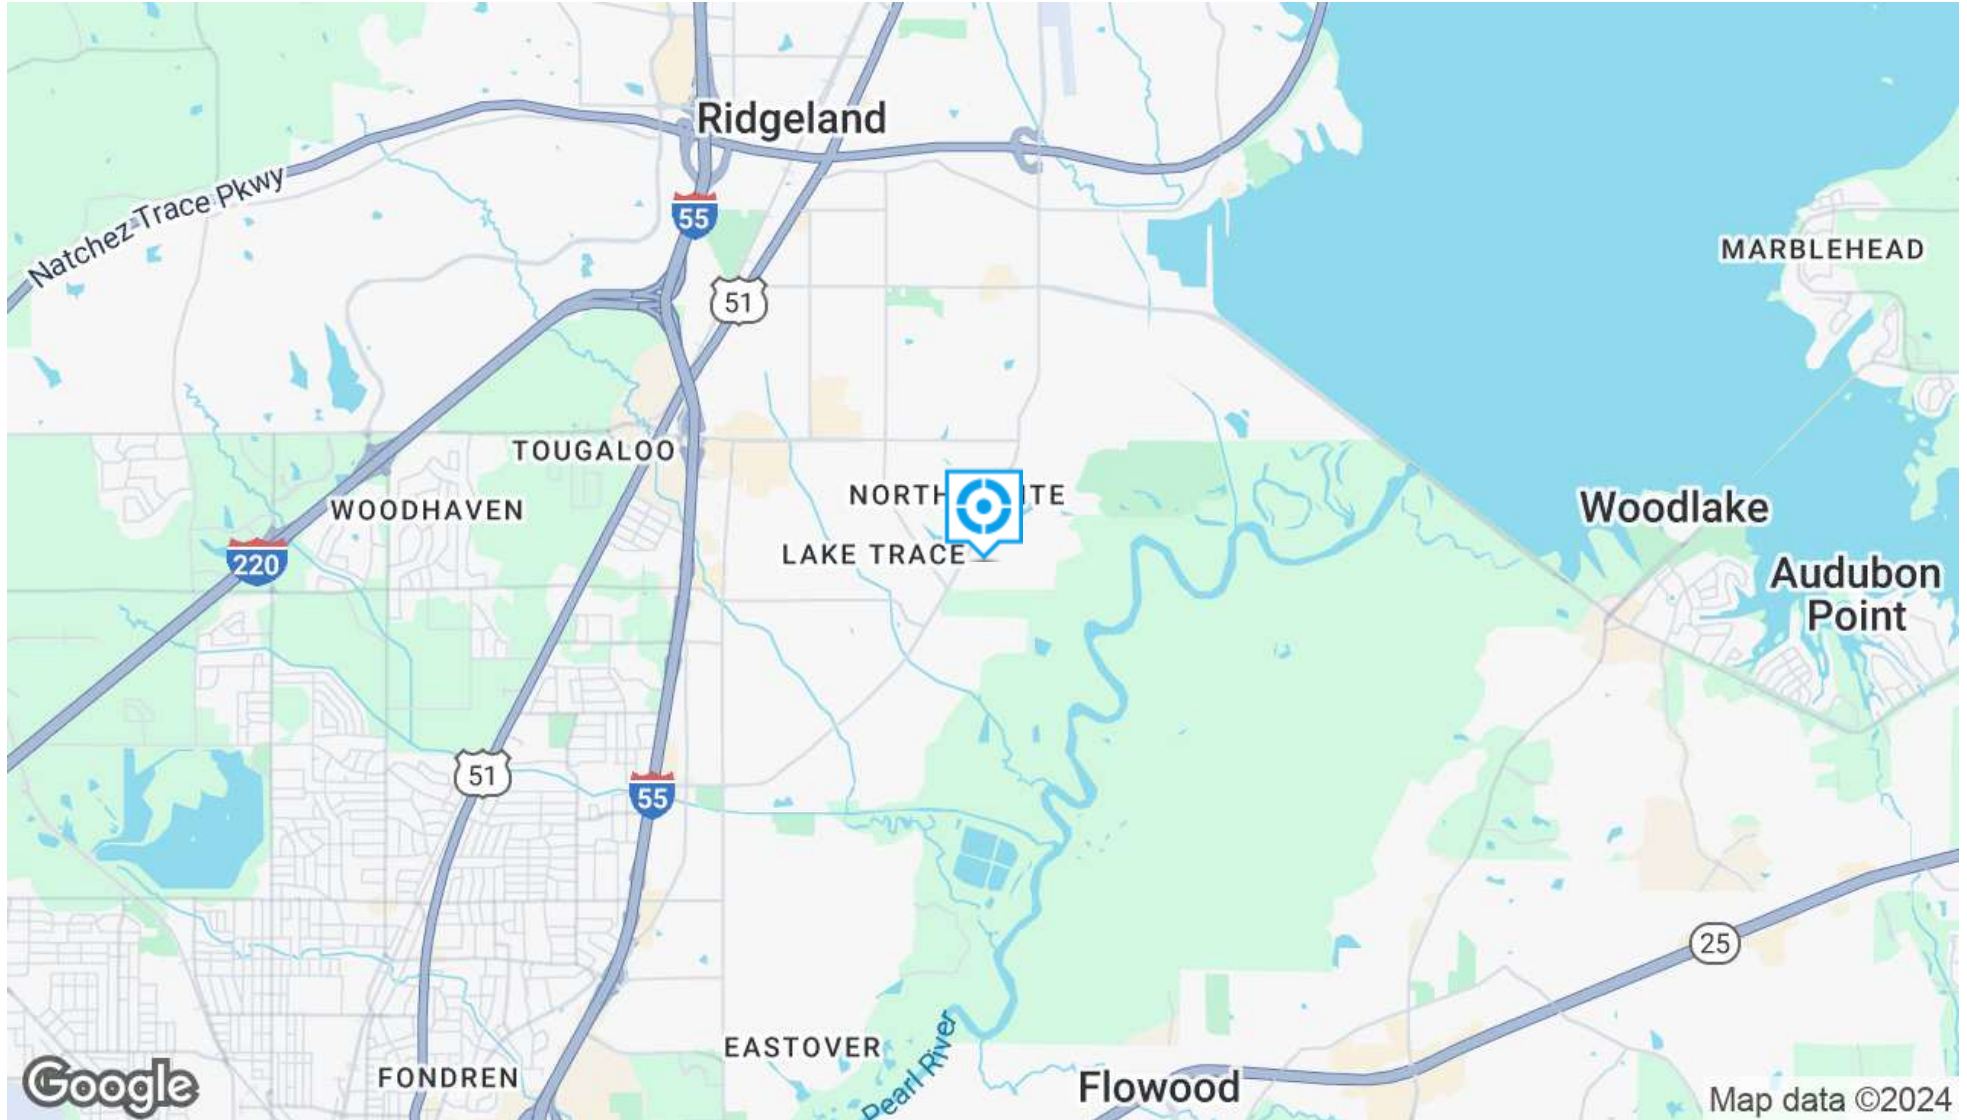 Ridgeland
Natchez Trace Pkwy
55
MARBLEHEAD
51
TOUGALOO
NORTH
ITE
WOODHAVEN
Woodlake
LAKE TRACE
220
Audubon
Point
51
55
25
EASTOVER
Pearl River
FONDREN
Flowood
Google
Map data ©2024